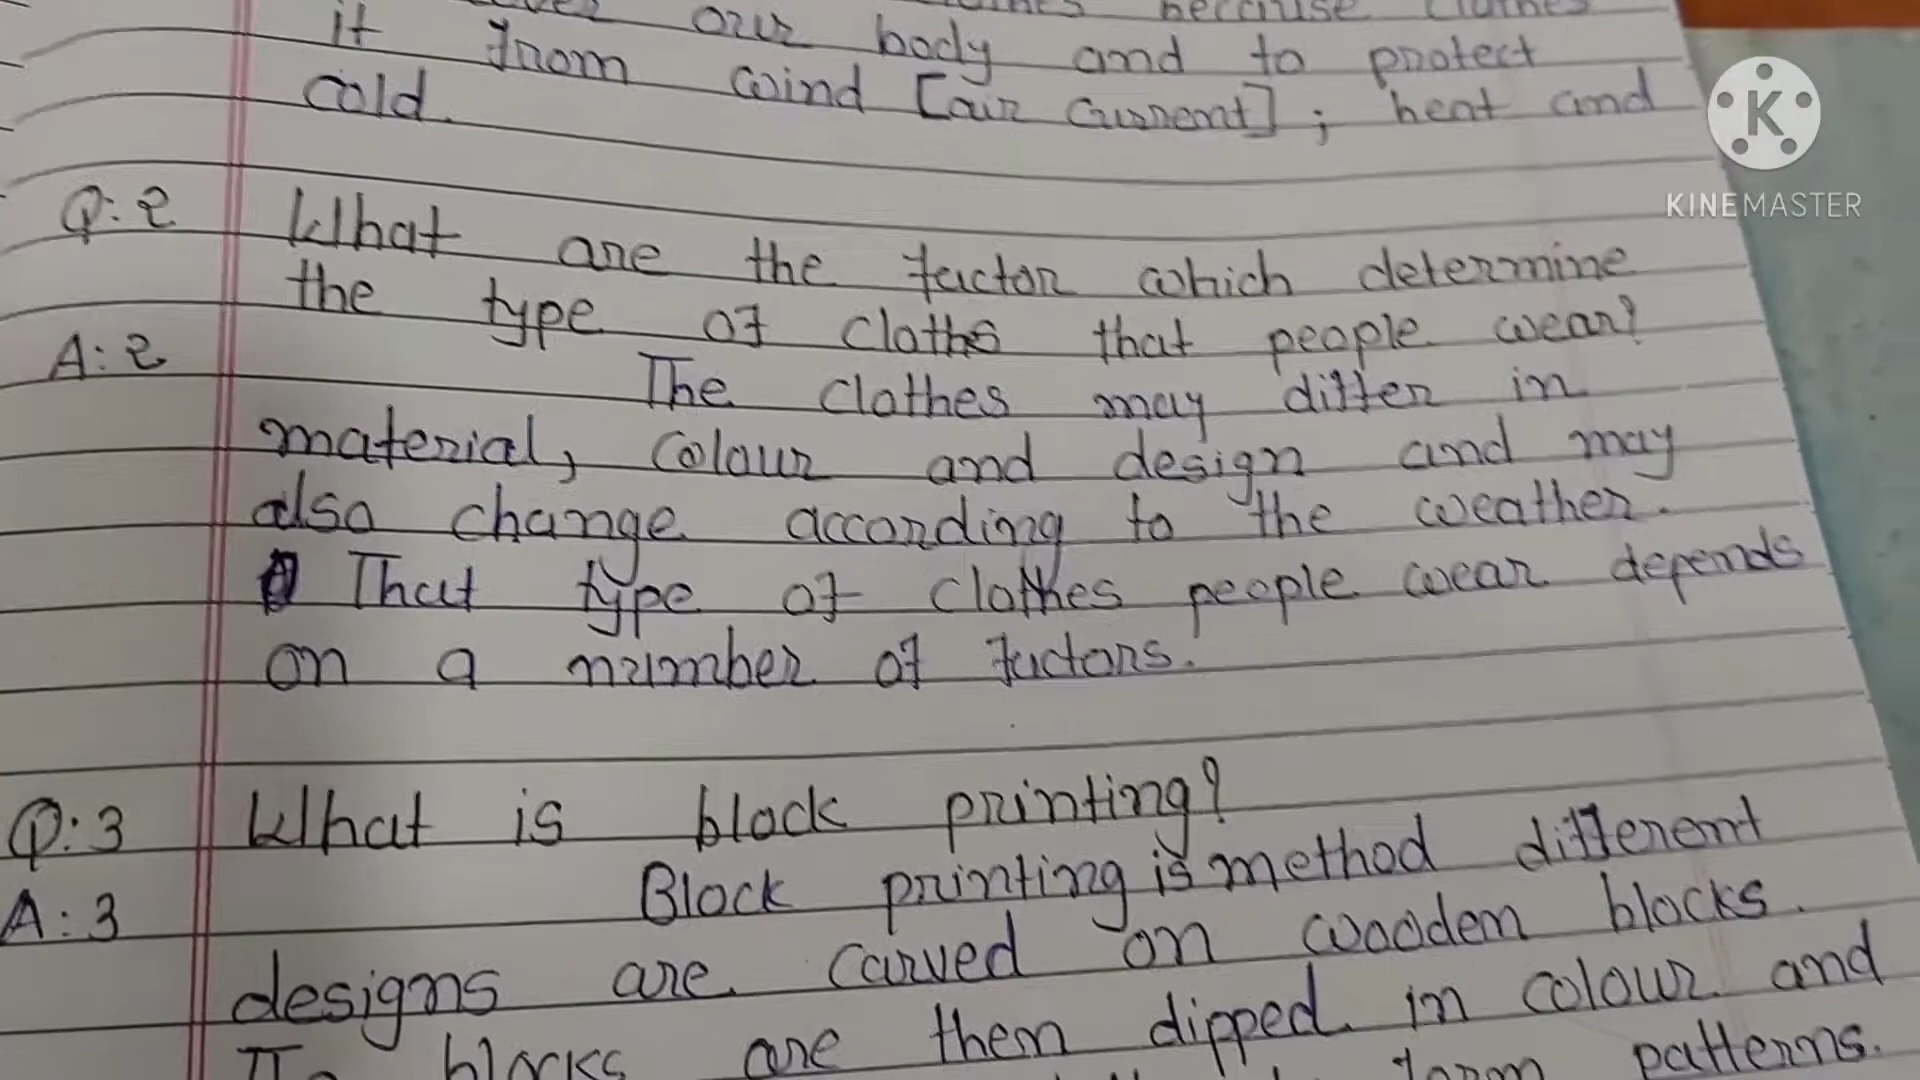 our body and to protect
it from wind [air current]; heat and
cold.
Q:2 What are the factor which determine
the type of cloths that people wear?
A:2 The clothes may differ in
material, colour and design and may
also change according to the weather.
That type of clothes people wear depends
on a number of factors.
Q:3 What is block printing?
A:3 Block printing is method different
designs are carved on wooden blocks.
blocks are them dipped in colour and
form patterns.
K
KINEMASTER